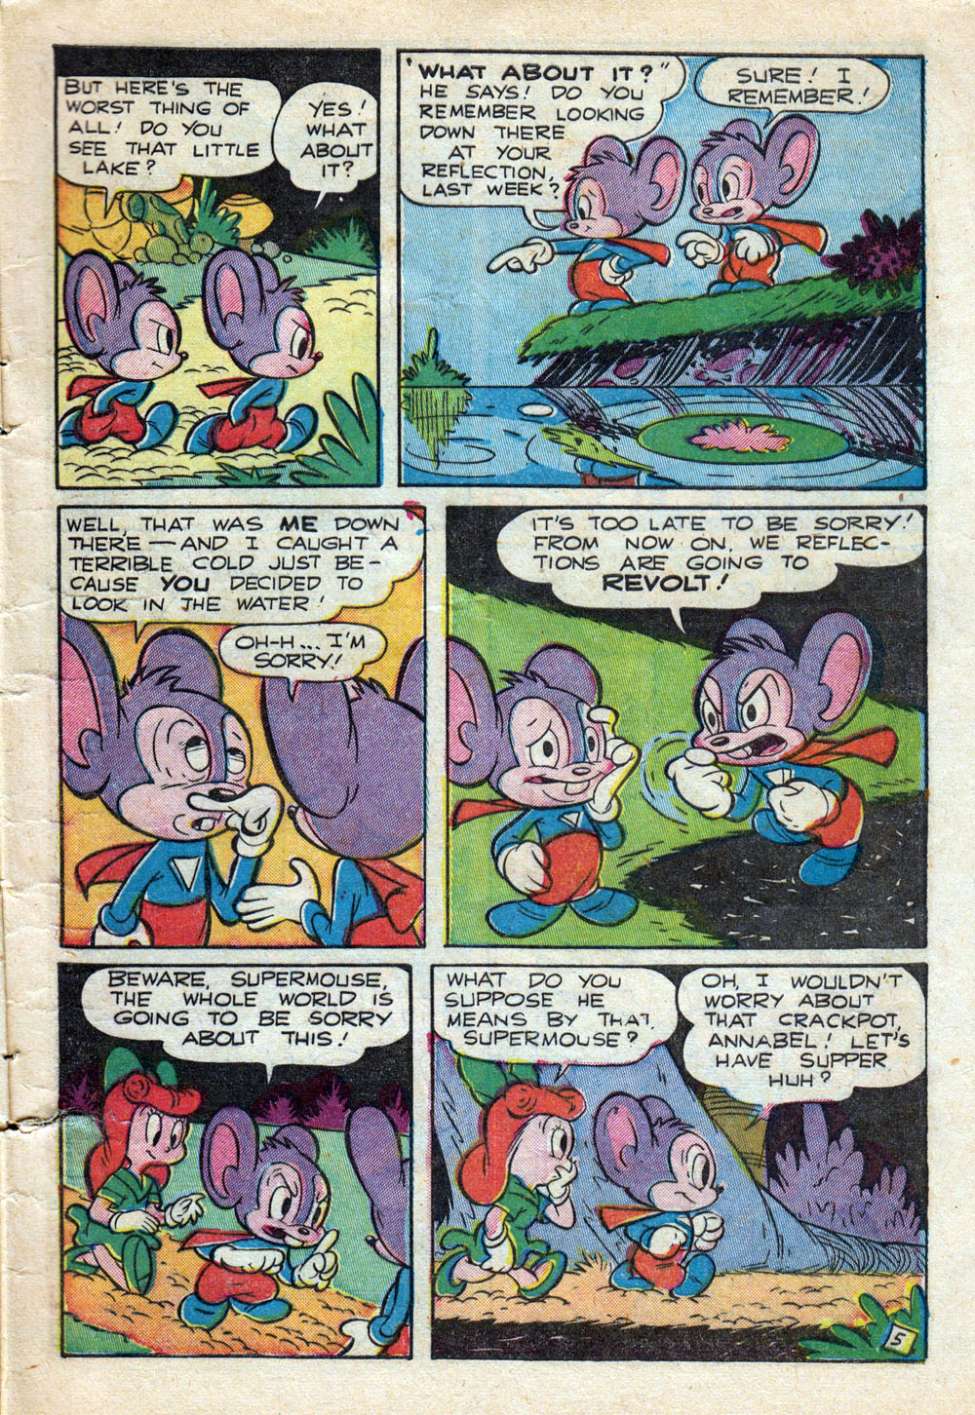 BUT HERE'S THE
WORST THING OF
ALL! DO YOU
SEE THAT LITTLE
LAKE?
YES!
WHAT
ABOUT
IT?
"WHAT ABOUT IT?"
HE SAYS! DO YOU
REMEMBER LOOKING
DOWN THERE
AT YOUR
REFLECTION,
LAST WEEK?
SURE! I
REMEMBER!
WELL, THAT WAS ME DOWN
THERE—AND I CAUGHT A
TERRIBLE COLD JUST BE-
CAUSE YOU DECIDED TO
LOOK IN THE WATER!
OH-H... I'M
SORRY!
IT'S TOO LATE TO BE SORRY!
FROM NOW ON, WE REFLEC-
TIONS ARE GOING TO
REVOLT!
BEWARE, SUPERMOUSE,
THE WHOLE WORLD IS
GOING TO BE SORRY
ABOUT THIS!
WHAT DO YOU
SUPPOSE HE
MEANS BY THAT,
SUPERMOUSE?
OH, I WOULDN'T
WORRY ABOUT
THAT CRACKPOT,
ANNABEL! LET'S
HAVE SUPPER
HUH?
5